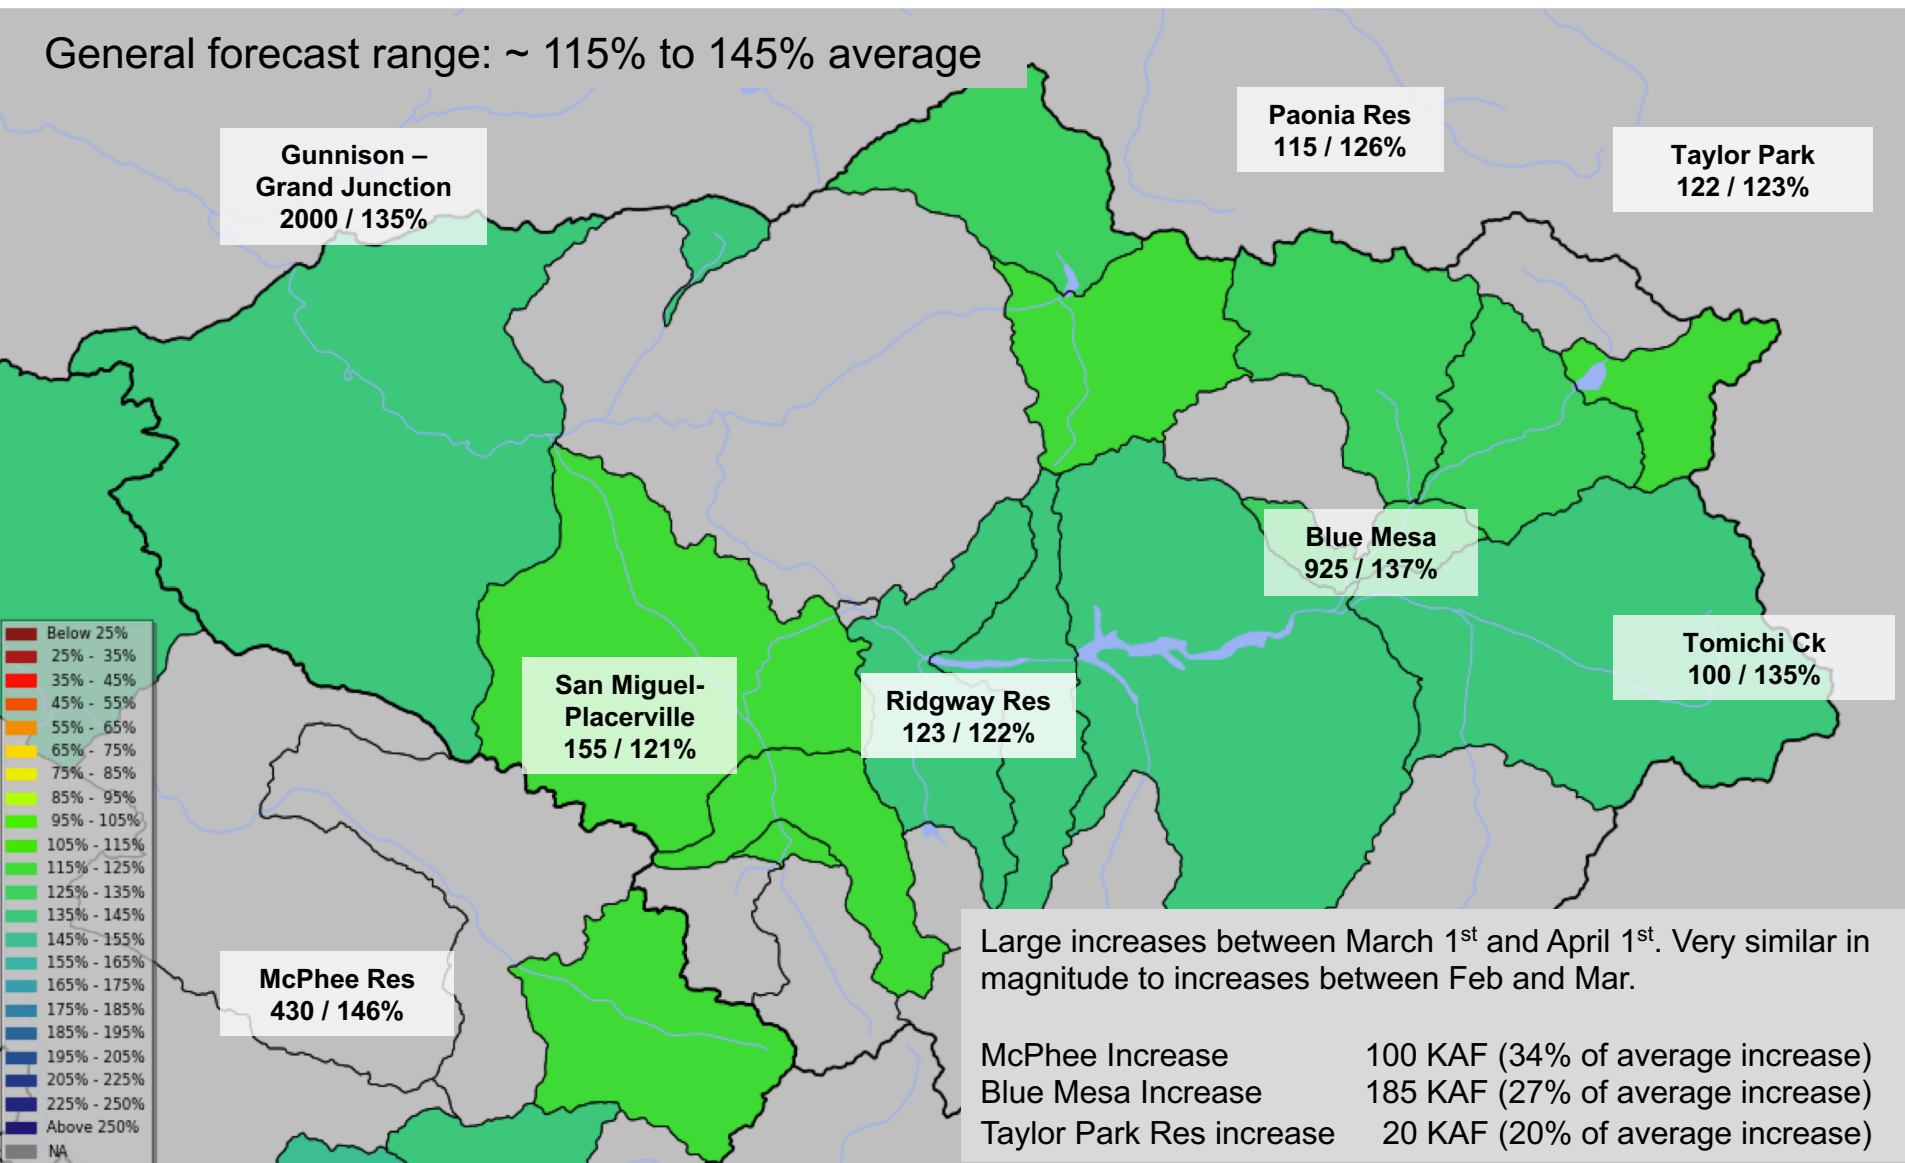 General forecast range: ~ 115% to 145% average
Gunnison –
Grand Junction
2000 / 135%
Paonia Res
115 / 126%
Taylor Park
122 / 123%
Blue Mesa
925 / 137%
Tomichi Ck
100 / 135%
San Miguel-
Placerville
155 / 121%
Ridgway Res
123 / 122%
McPhee Res
430 / 146%
Below 25%
25% - 35%
35% - 45%
45% - 55%
55% - 65%
65% - 75%
75% - 85%
85% - 95%
95% - 105%
105% - 115%
115% - 125%
125% - 135%
135% - 145%
145% - 155%
155% - 165%
165% - 175%
175% - 185%
185% - 195%
195% - 205%
205% - 225%
225% - 250%
Above 250%
NA
Large increases between March 1st and April 1st. Very similar in
magnitude to increases between Feb and Mar.
McPhee Increase 100 KAF (34% of average increase)
Blue Mesa Increase 185 KAF (27% of average increase)
Taylor Park Res increase 20 KAF (20% of average increase)